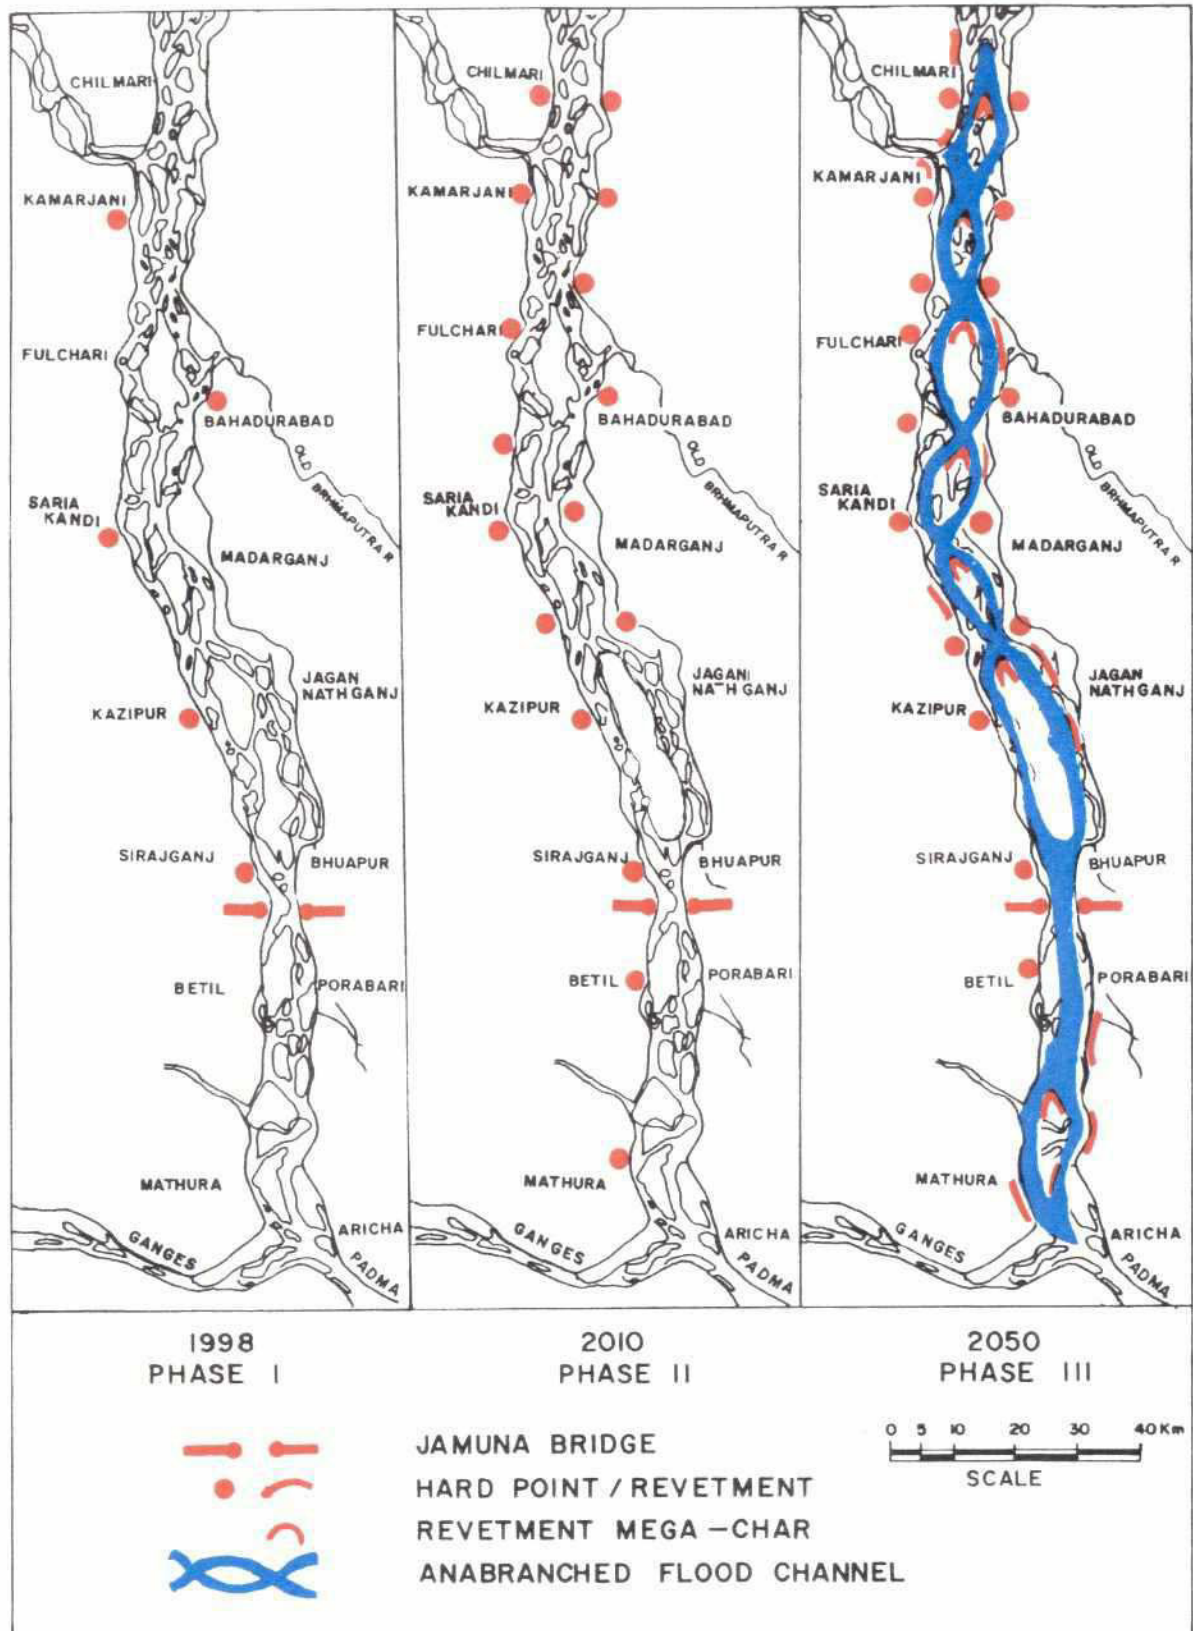 CHILMARI
KAMARJANI
FULCHARI
BAHADURABAD
OLD
BRHMAPUTRA R
SARIA
KANDI
MADARGANJ
JAGAN
NATHGANJ
KAZIPUR
SIRAJGANJ
BHUAPUR
BETIL
PORABARI
MATHURA
ARICHA
GANGES
PADMA
CHILMARI
KAMARJANI
FULCHARI
BAHADURABAD
OLD
BRHMAPUTRA R
SARIA
KANDI
MADARGANJ
JAGAN
NATHGANJ
KAZIPUR
SIRAJGANJ
BHUAPUR
BETIL
PORABARI
MATHURA
ARICHA
GANGES
PADMA
CHILMARI
KAMARJANI
FULCHARI
BAHADURABAD
OLD
BRHMAPUTRA R
SARIA
KANDI
MADARGANJ
JAGAN
NATHGANJ
KAZIPUR
SIRAJGANJ
BHUAPUR
BETIL
PORABARI
MATHURA
ARICHA
GANGES
PADMA
1998
PHASE I
2010
PHASE II
2050
PHASE III
JAMUNA BRIDGE
HARD POINT / REVETMENT
REVETMENT MEGA - CHAR
ANABRANCHED FLOOD CHANNEL
0 5 10 20 30 40 Km
SCALE